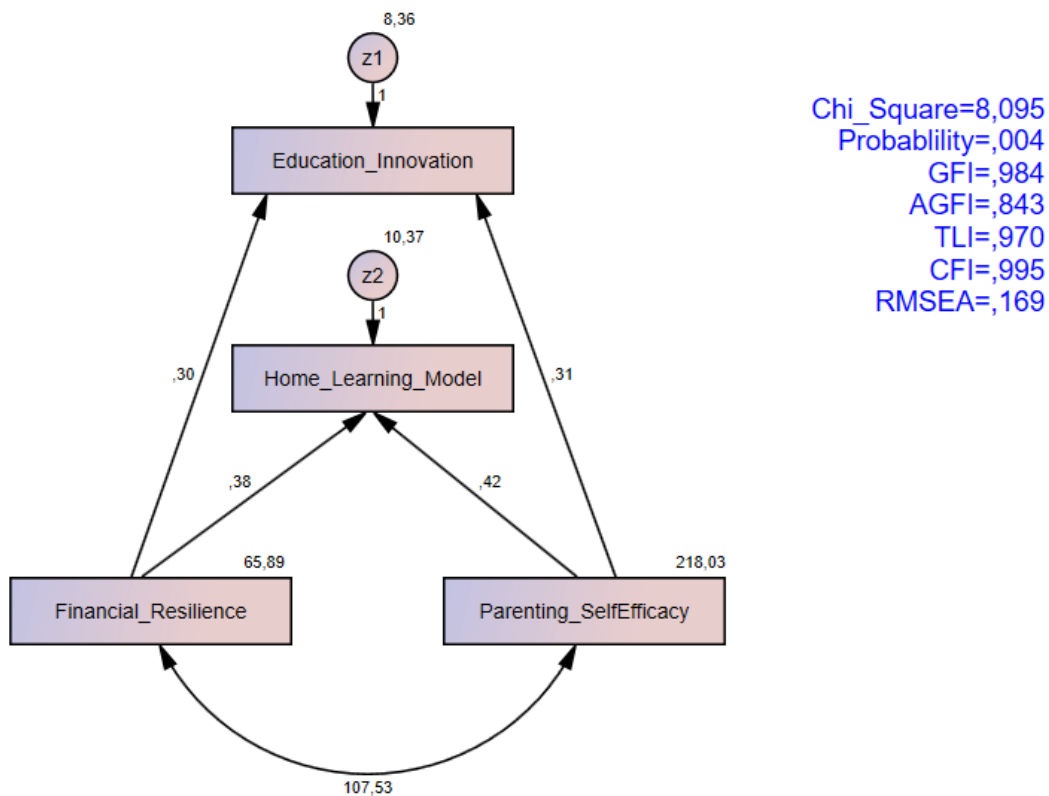 8,36
z1
1
Education_Innovation
10,37
z2
1
Home_Learning_Model
,30
,31
,38
,42
65,89
218,03
Financial_Resilience
Parenting_SelfEfficacy
107,53
Chi_Square=8,095
Probablility=,004
GFI=,984
AGFI=,843
TLI=,970
CFI=,995
RMSEA=,169